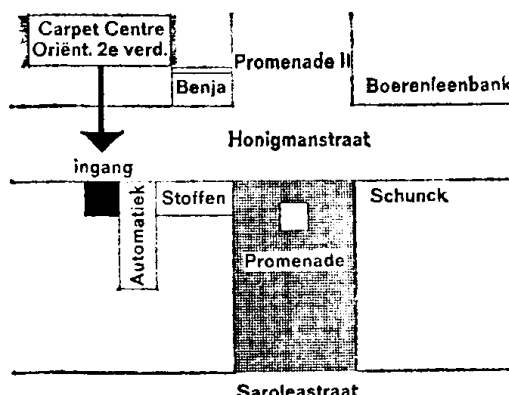 Carpet Centre
Oriënt. 2e verd.
Benja
Promenade II
Boerenleenbank
Honigmanstraat
ingang
Automatiek
Stoffen
Schunck
Promenade
Saroleastraat